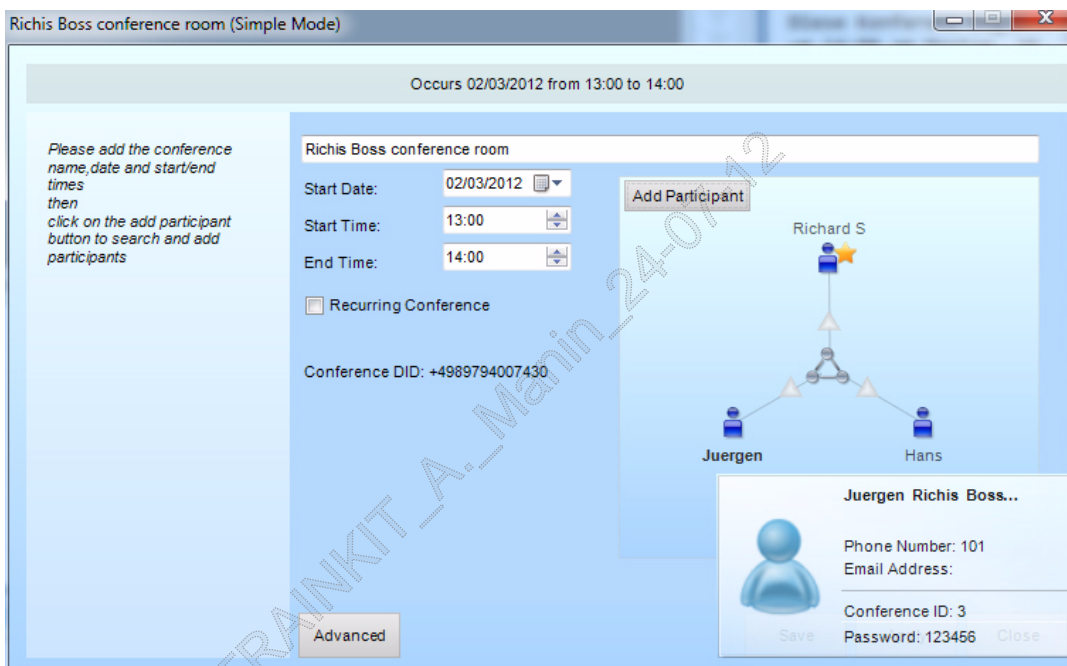 Richis Boss conference room (Simple Mode)
Occurs 02/03/2012 from 13:00 to 14:00
Please add the conference
name,date and start/end
times
then
click on the add participant
button to search and add
participants
Richis Boss conference room
Start Date: 02/03/2012
Start Time: 13:00
End Time: 14:00
Recurring Conference
Conference DID: +4989794007430
Add Participant
Richard S
Juergen
Hans
Juergen Richis Boss...
Phone Number: 101
Email Address:
Conference ID: 3
Password: 123456
Advanced
Save
Close
TRAINKIT_A._Manin_24-07-12